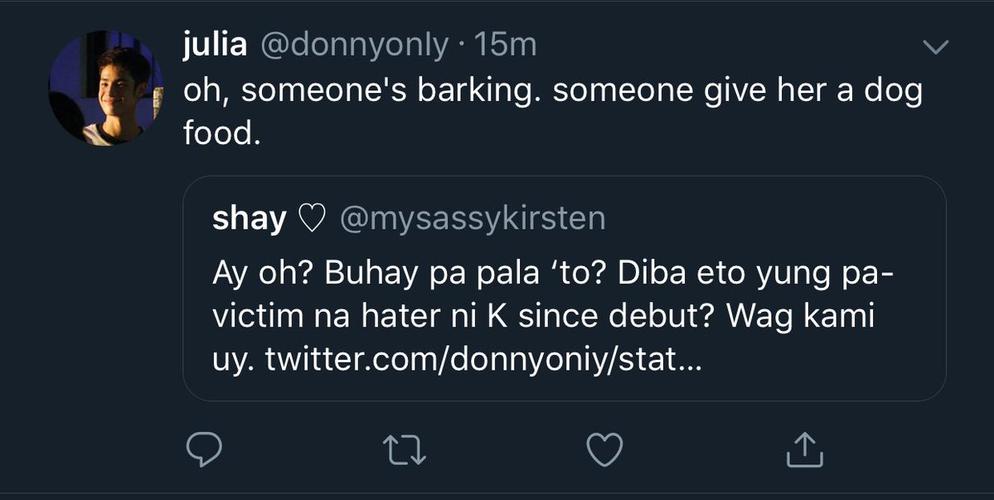 julia @donnyonly · 15m
oh, someone's barking. someone give her a dog
food.
shay ♡ @mysassykirsten
Ay oh? Buhay pa pala ‘to? Diba eto yung pa-
victim na hater ni K since debut? Wag kami
uy. twitter.com/donnyoniy/stat...